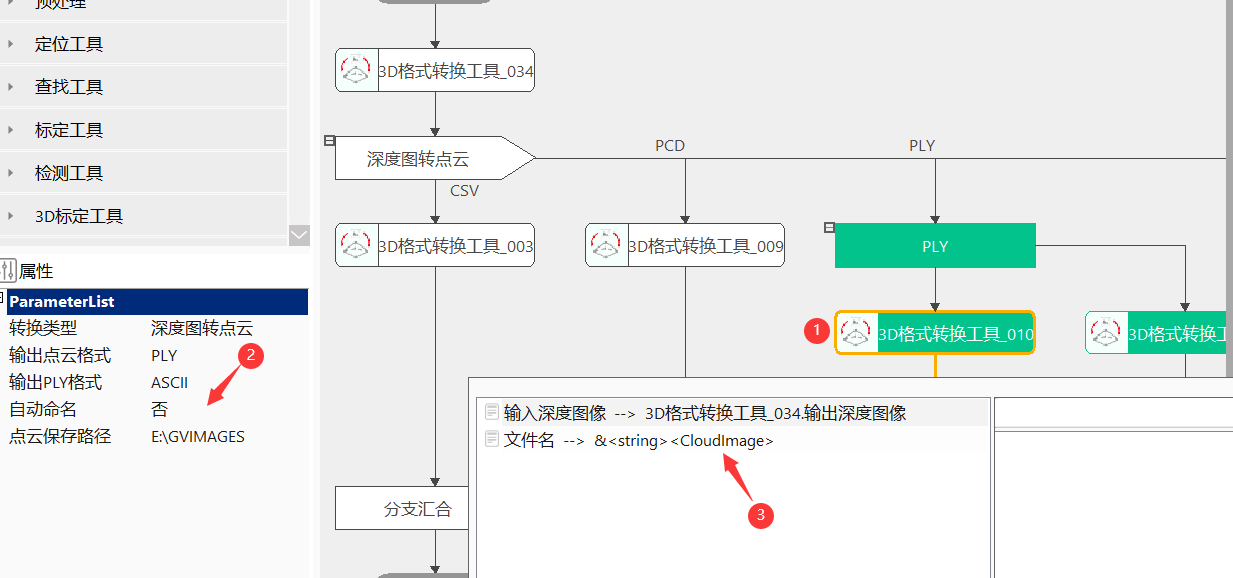 预处理
定位工具
查找工具
标定工具
检测工具
3D标定工具
属性
ParameterList
转换类型 深度图转点云
输出点云格式 PLY
输出PLY格式 ASCII
自动命名 否
点云保存路径 E:\GVIMAGES
2
3D格式转换工具_034
深度图转点云
PCD
PLY
CSV
3D格式转换工具_003
3D格式转换工具_009
PLY
1
3D格式转换工具_010
3D格式转换工
分支汇合
输入深度图像 --> 3D格式转换工具_034.输出深度图像
文件名 --> &<string><CloudImage>
3